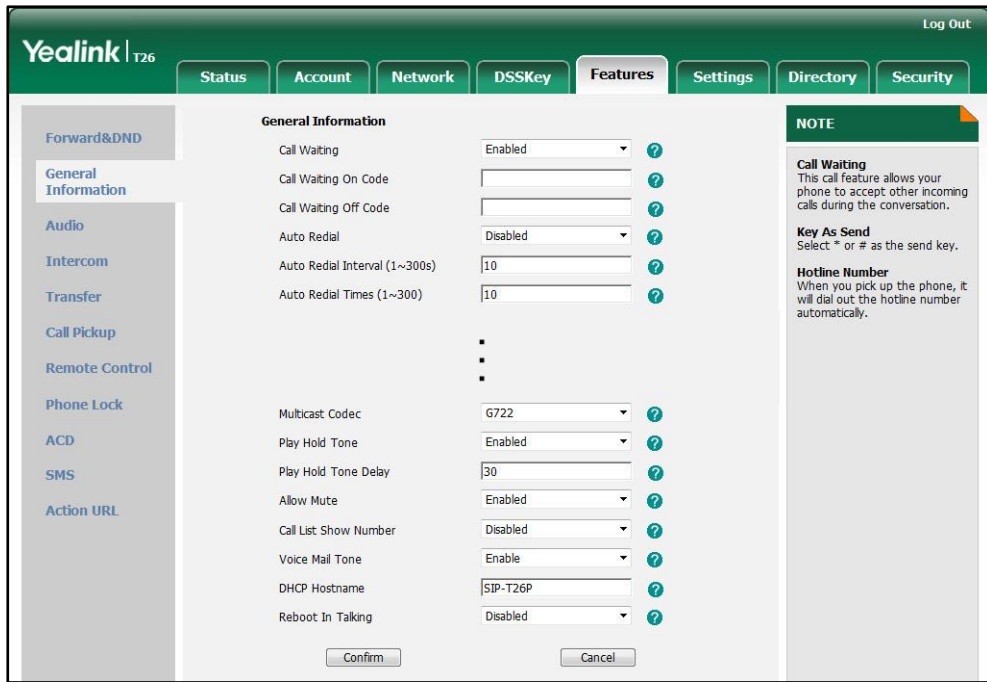 Log Out
Yealink T26
Status Account Network DSSKey Features Settings Directory Security
Forward&DND
General
Information
Audio
Intercom
Transfer
Call Pickup
Remote Control
Phone Lock
ACD
SMS
Action URL
General Information
Call Waiting Enabled ?
Call Waiting On Code ?
Call Waiting Off Code ?
Auto Redial Disabled ?
Auto Redial Interval (1~300s) 10 ?
Auto Redial Times (1~300) 10 ?
Multicast Codec G722 ?
Play Hold Tone Enabled ?
Play Hold Tone Delay 30 ?
Allow Mute Enabled ?
Call List Show Number Disabled ?
Voice Mail Tone Enable ?
DHCP Hostname SIP-T26P ?
Reboot In Talking Disabled ?
Confirm Cancel
NOTE
Call Waiting
This call feature allows your
phone to accept other incoming
calls during the conversation.
Key As Send
Select * or # as the send key.
Hotline Number
When you pick up the phone, it
will dial out the hotline number
automatically.